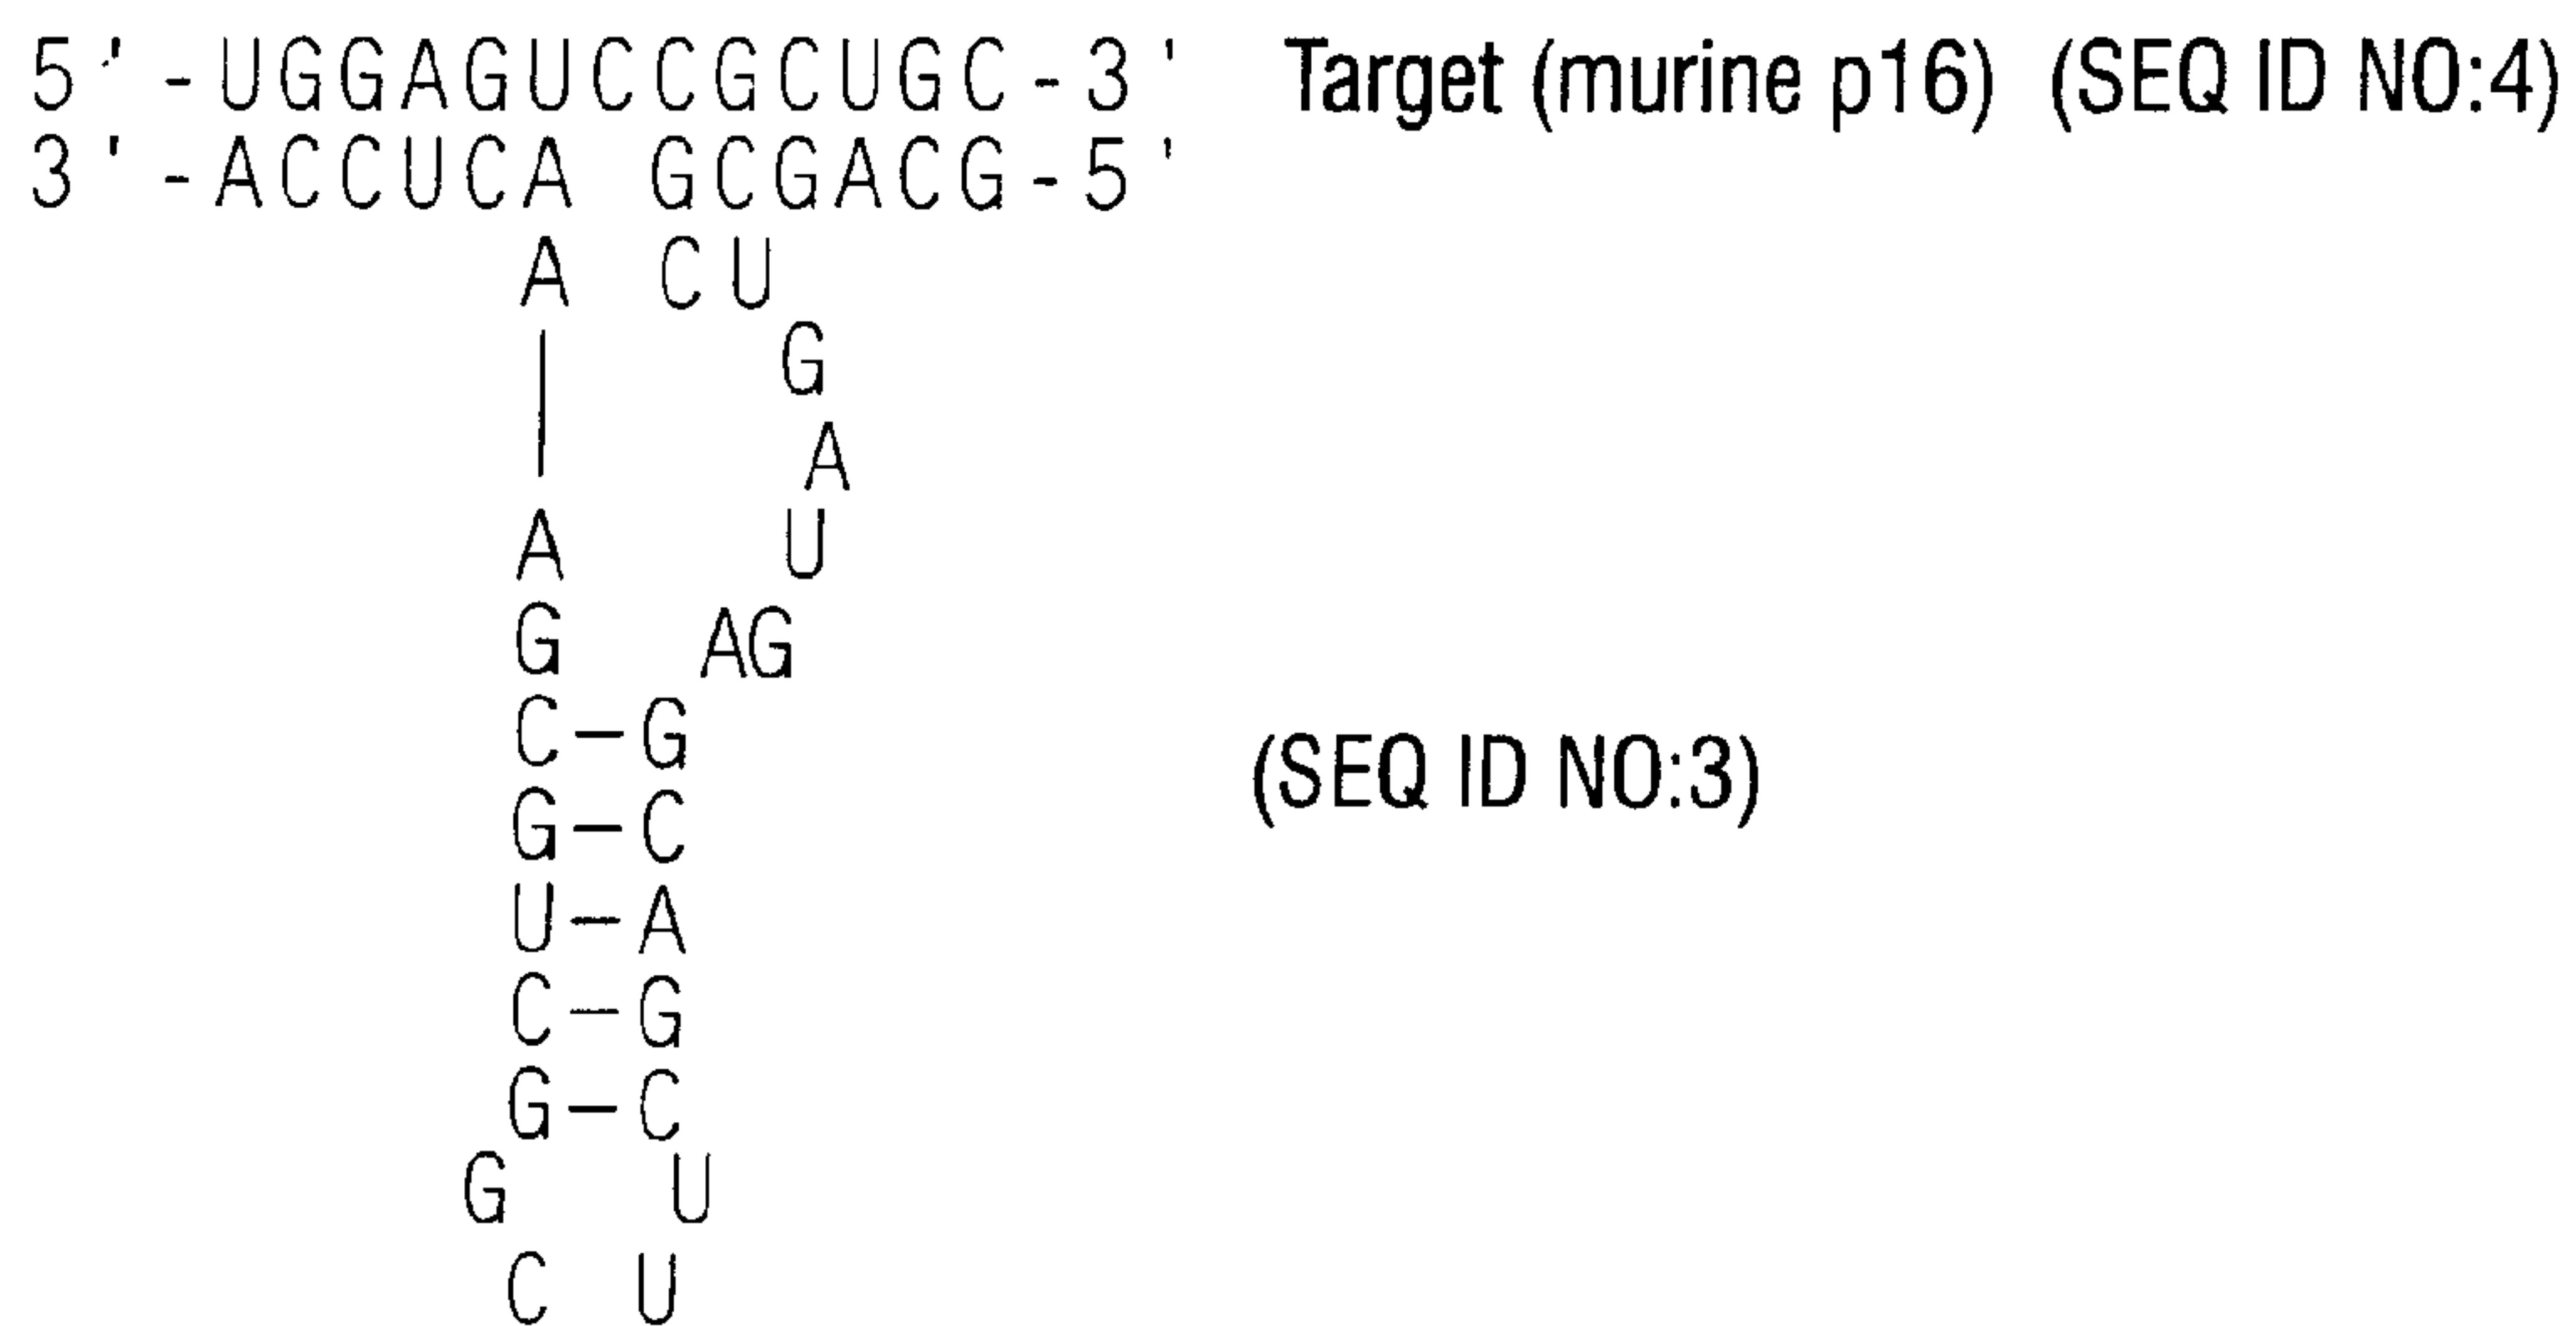 5' - UGGAGUCCGCUGC - 3' Target (murine p16) (SEQ ID NO:4)
3' - ACCUCA GCGACG - 5'
A CU
G
A
A U
G AG
C - G
(SEQ ID NO:3)
G - C
U - A
C - G
G - C
G U
C U